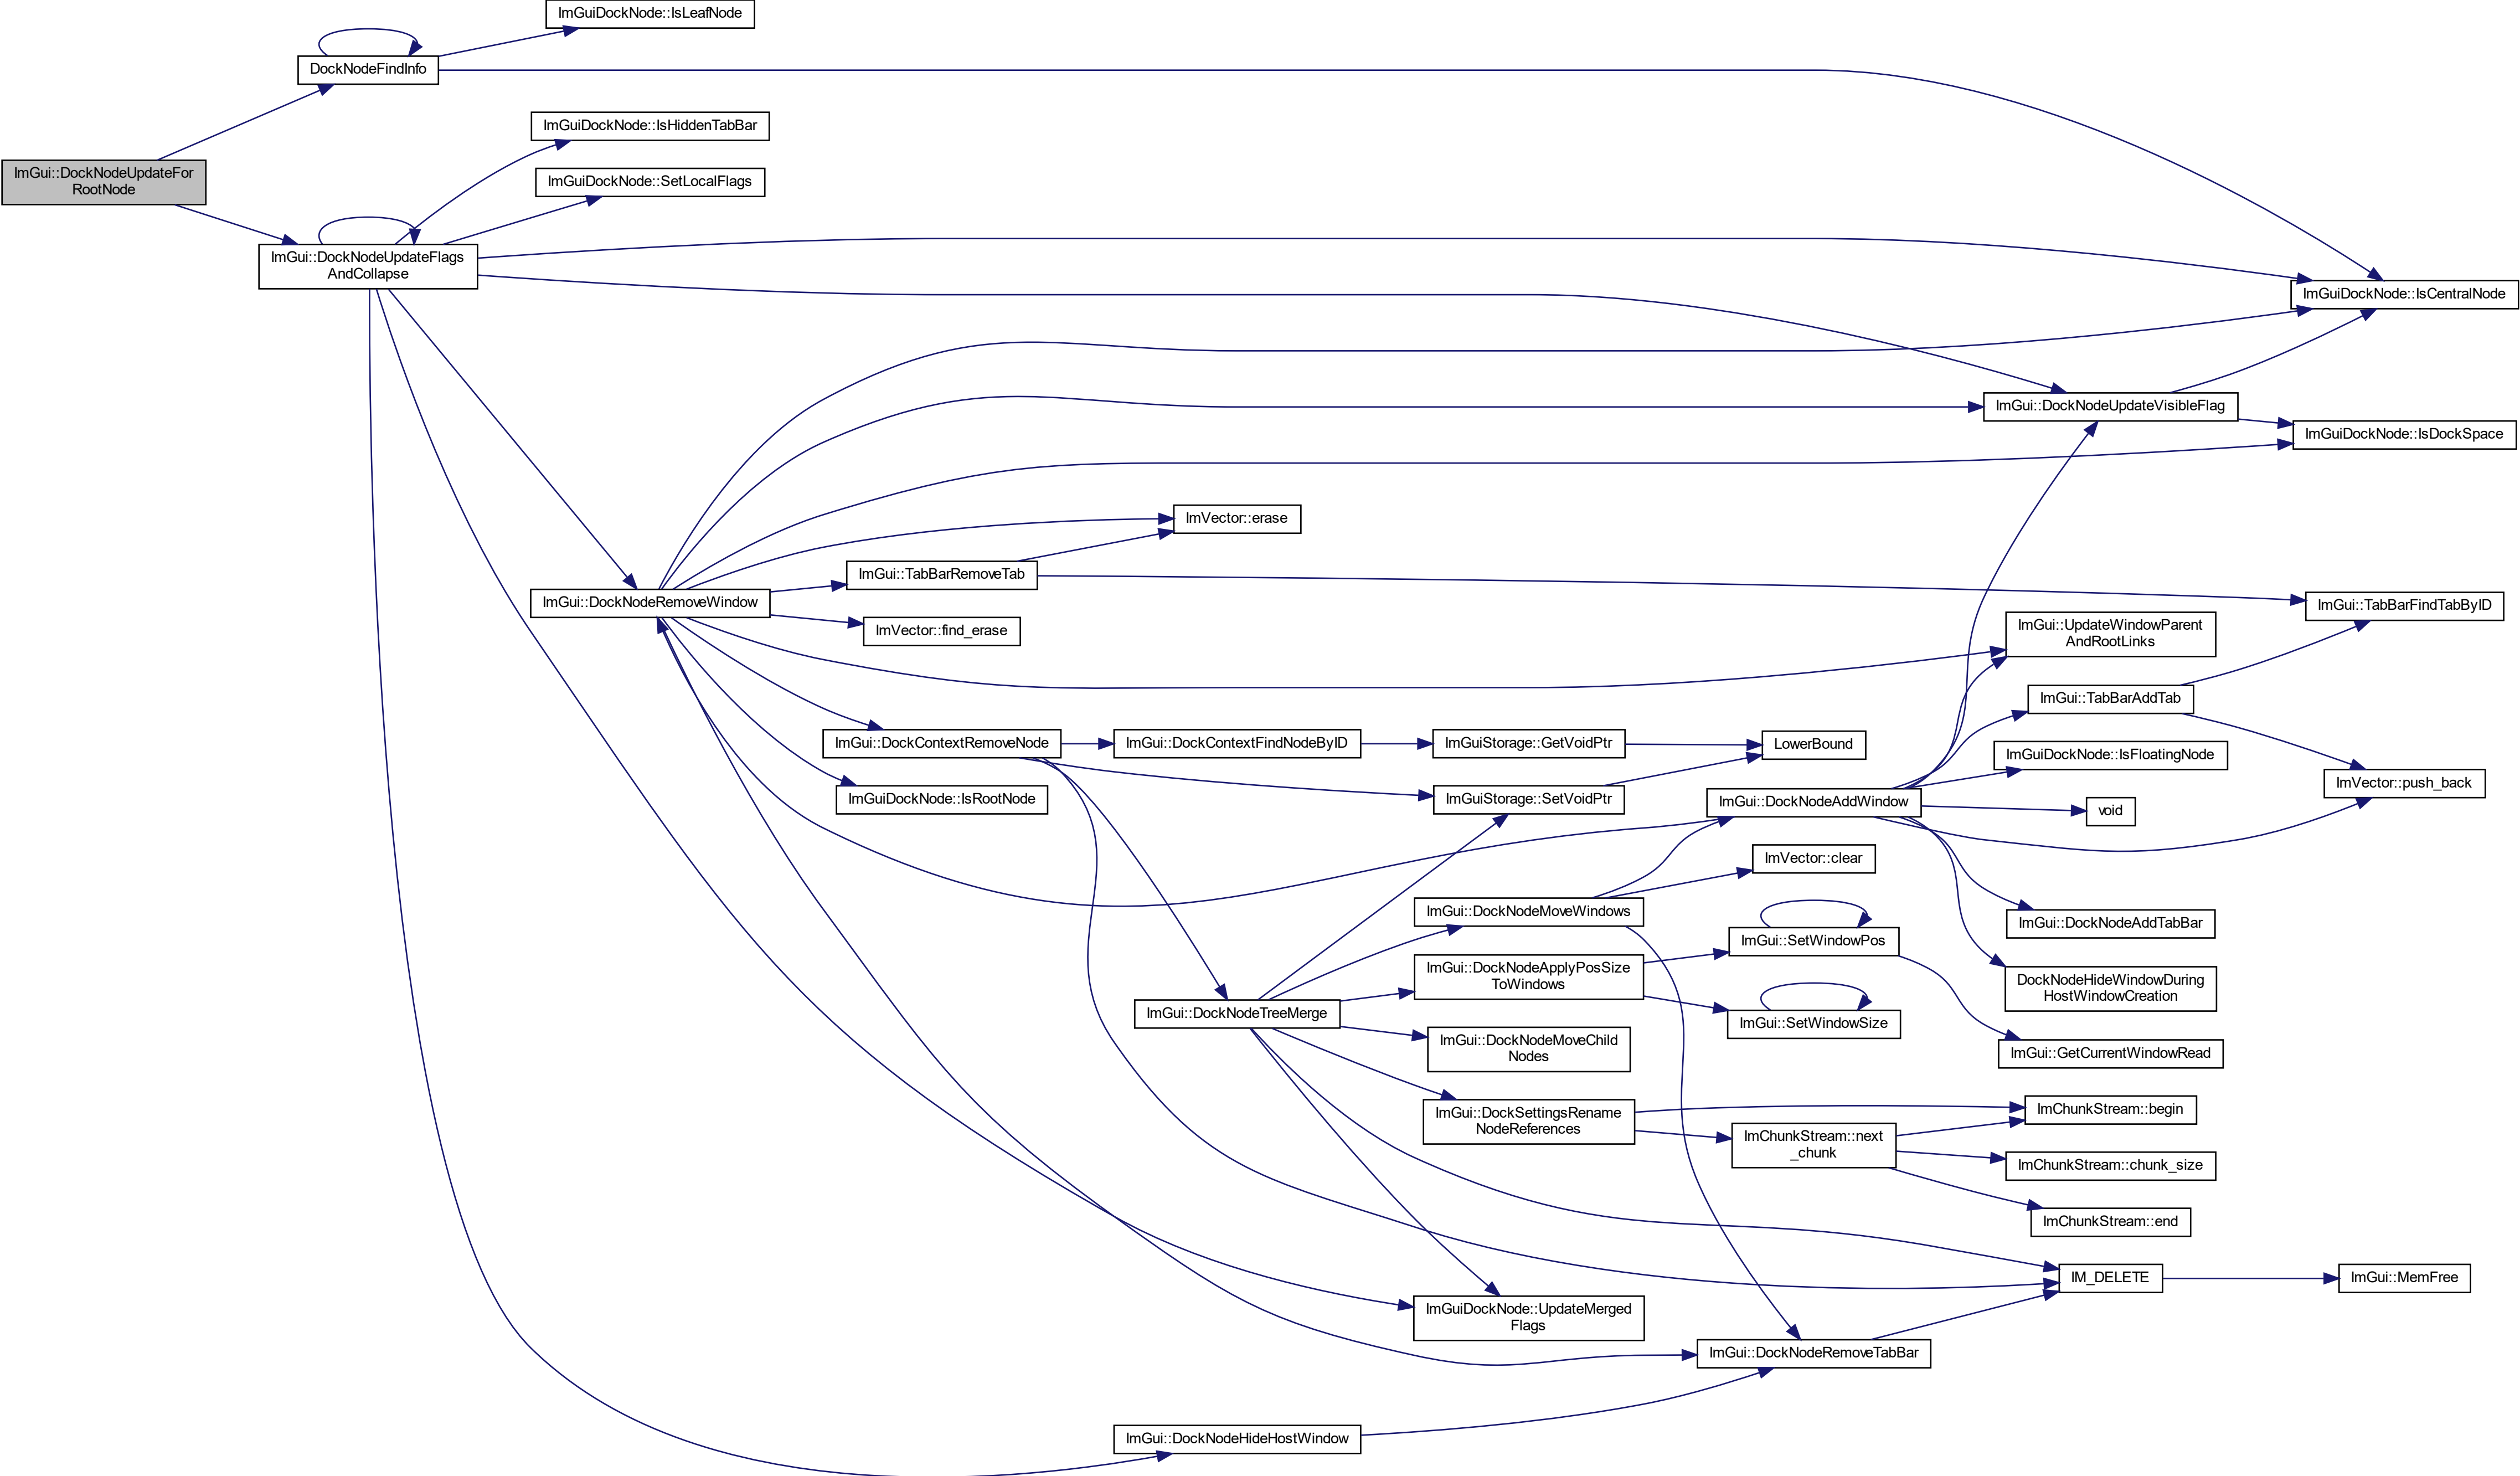 ImGuiDockNode::IsLeafNode
DockNodeFindInfo
ImGuiDockNode::IsHiddenTabBar
ImGui::DockNodeUpdateFor
RootNode
ImGuiDockNode::SetLocalFlags
ImGui::DockNodeUpdateFlags
AndCollapse
ImGuiDockNode::IsCentralNode
ImGui::DockNodeUpdateVisibleFlag
ImGuiDockNode::IsDockSpace
ImVector::erase
ImGui::TabBarRemoveTab
ImGui::DockNodeRemoveWindow
ImGui::TabBarFindTabByID
ImVector::find_erase
ImGui::UpdateWindowParent
AndRootLinks
ImGui::TabBarAddTab
ImGui::DockContextRemoveNode
ImGui::DockContextFindNodeByID
ImGuiStorage::GetVoidPtr
LowerBound
ImGuiDockNode::IsFloatingNode
ImGuiDockNode::IsRootNode
ImGuiStorage::SetVoidPtr
ImGui::DockNodeAddWindow
void
ImVector::push_back
ImVector::clear
ImGui::DockNodeMoveWindows
ImGui::DockNodeAddTabBar
ImGui::SetWindowPos
ImGui::DockNodeApplyPosSize
ToWindows
DockNodeHideWindowDuring
HostWindowCreation
ImGui::DockNodeTreeMerge
ImGui::SetWindowSize
ImGui::DockNodeMoveChild
Nodes
ImGui::GetCurrentWindowRead
ImGui::DockSettingsRename
NodeReferences
ImChunkStream::begin
ImChunkStream::next
_chunk
ImChunkStream::chunk_size
ImChunkStream::end
IM_DELETE
ImGui::MemFree
ImGuiDockNode::UpdateMerged
Flags
ImGui::DockNodeRemoveTabBar
ImGui::DockNodeHideHostWindow